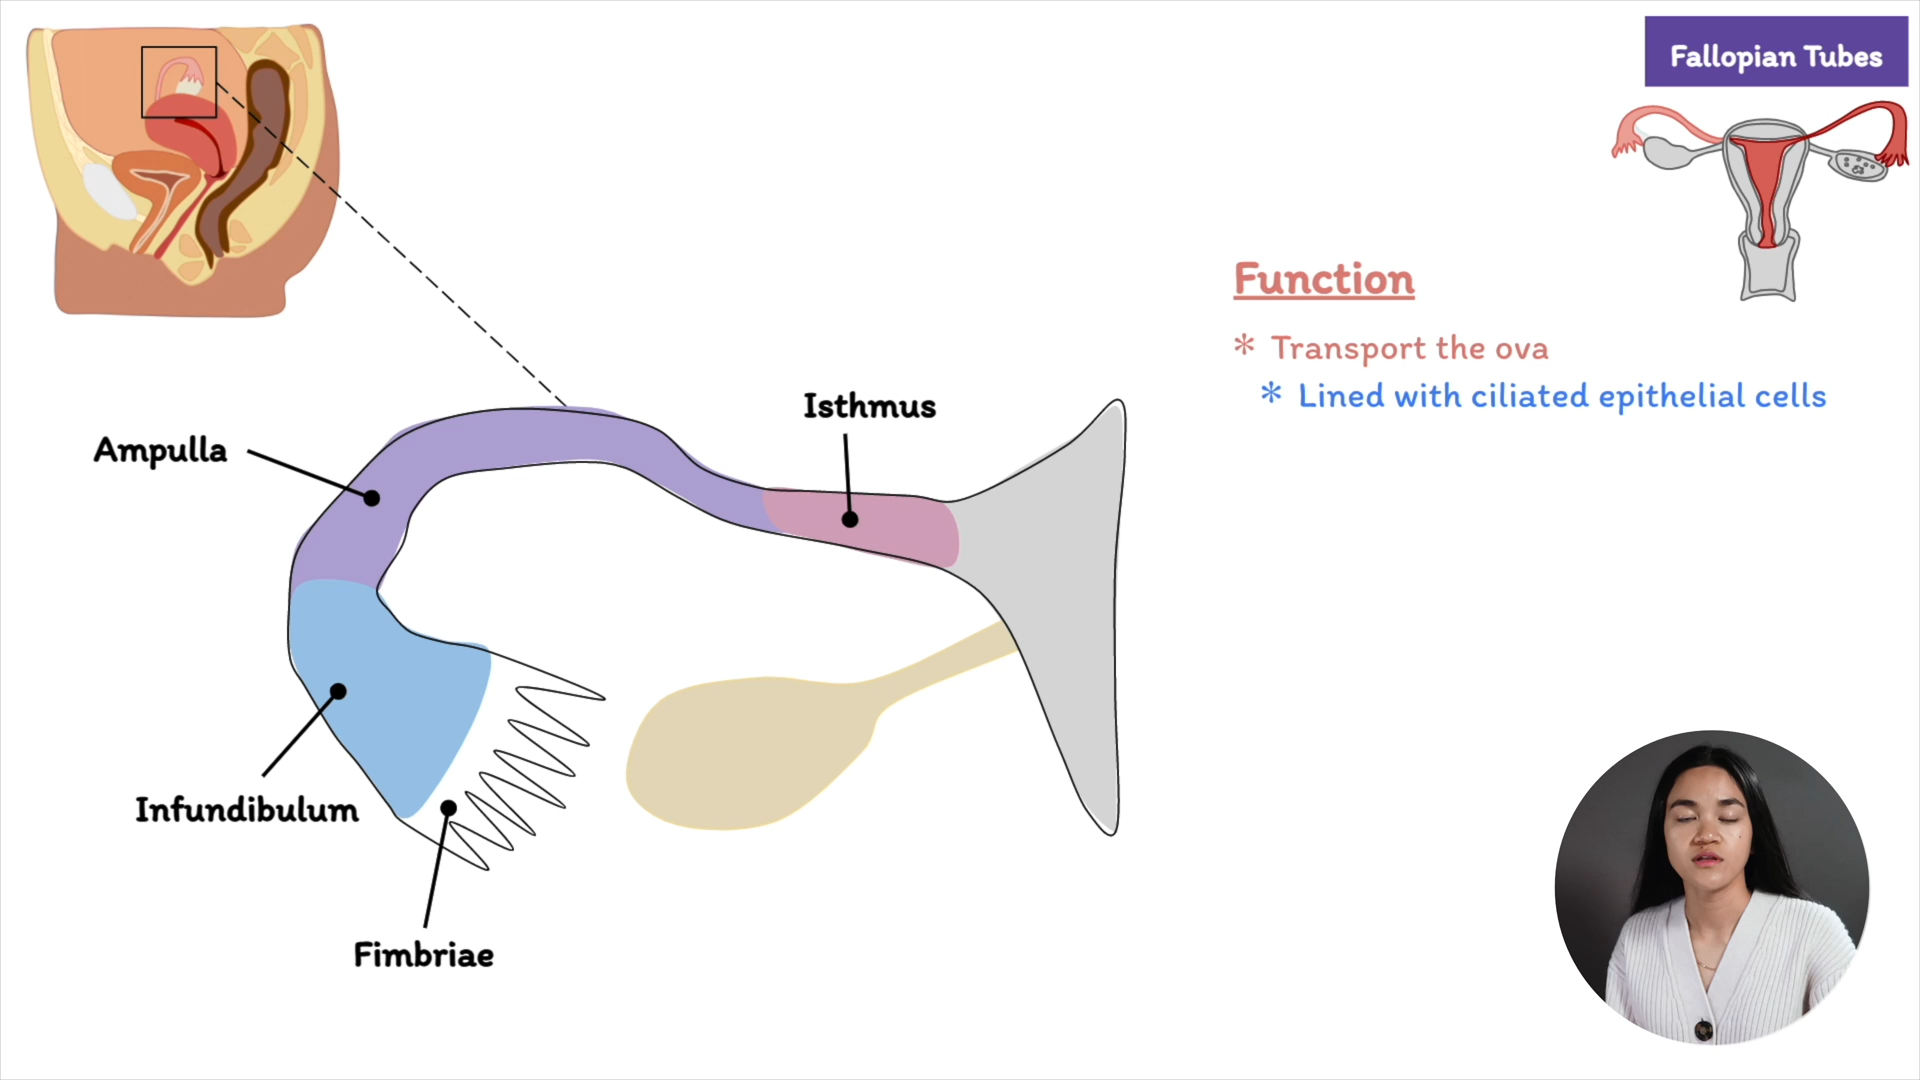 Fallopian Tubes
Function
* Transport the ova
* Lined with ciliated epithelial cells
Isthmus
Ampulla
Infundibulum
Fimbriae